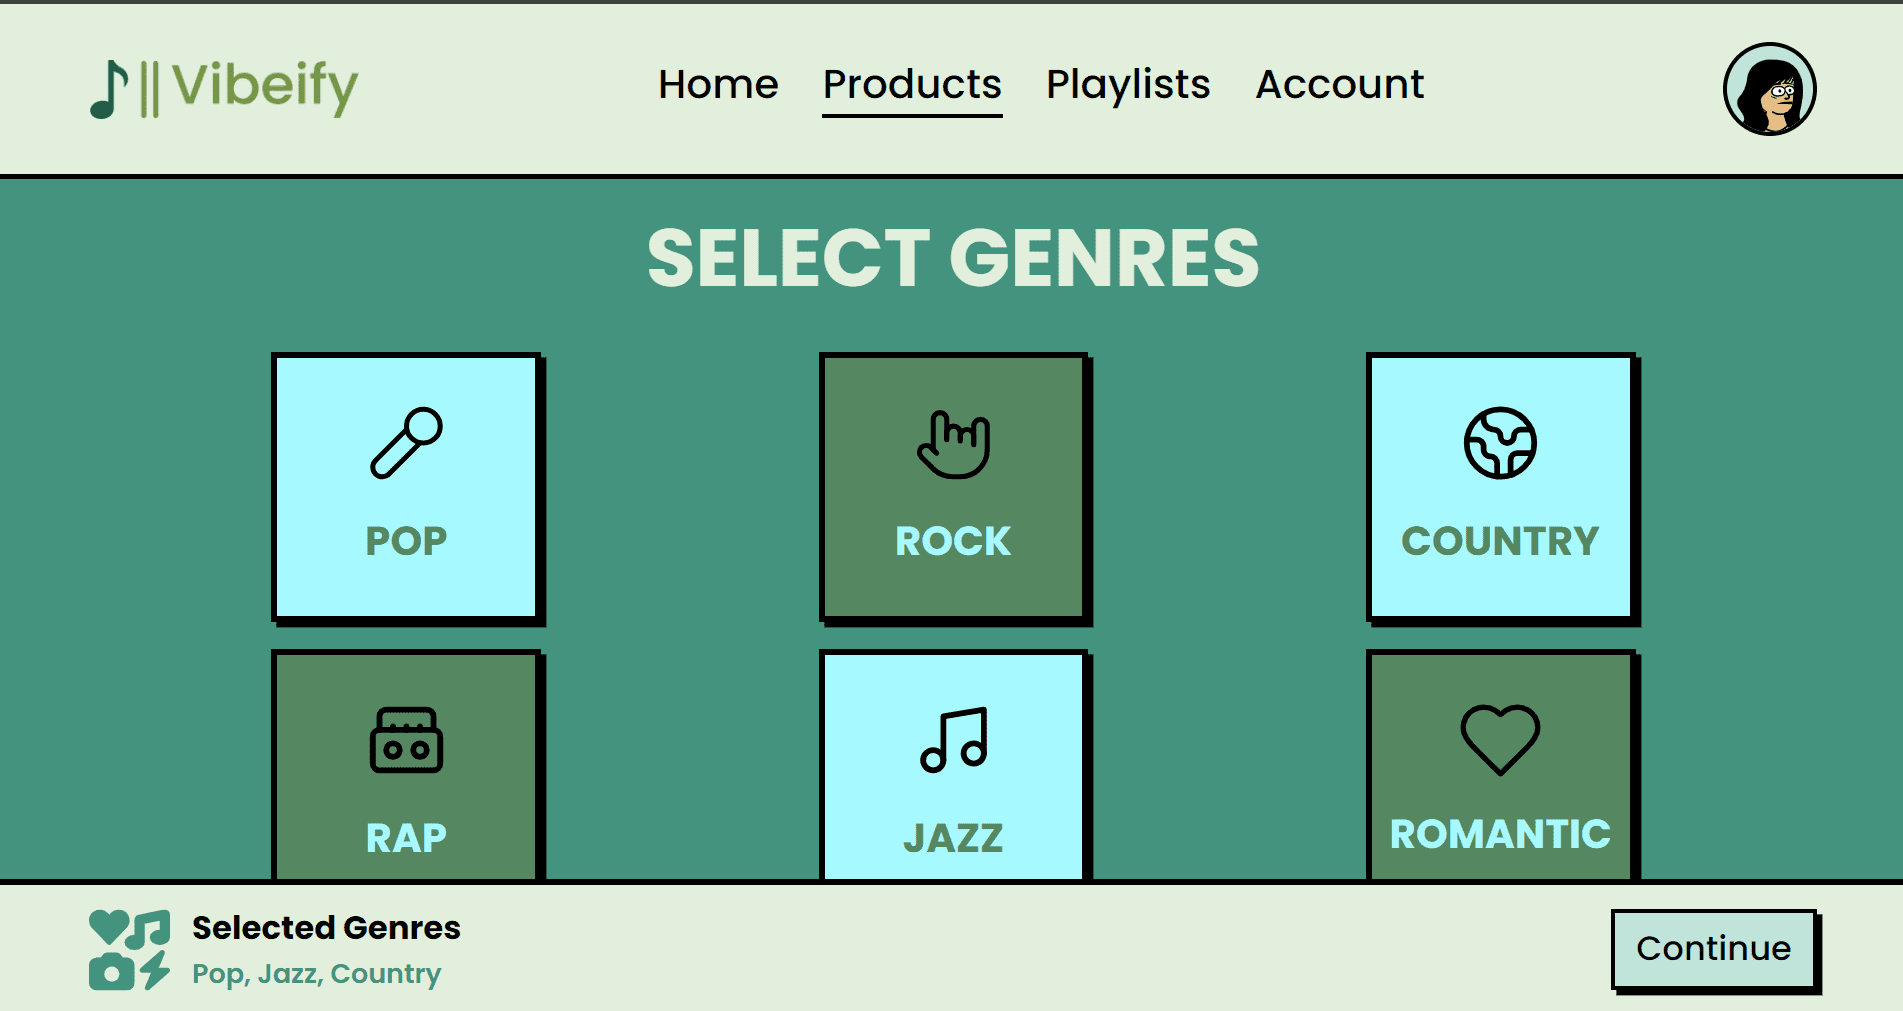 Vibeify
Home Products Playlists Account
SELECT GENRES
POP
ROCK
COUNTRY
RAP
JAZZ
ROMANTIC
Selected Genres
Pop, Jazz, Country
Continue